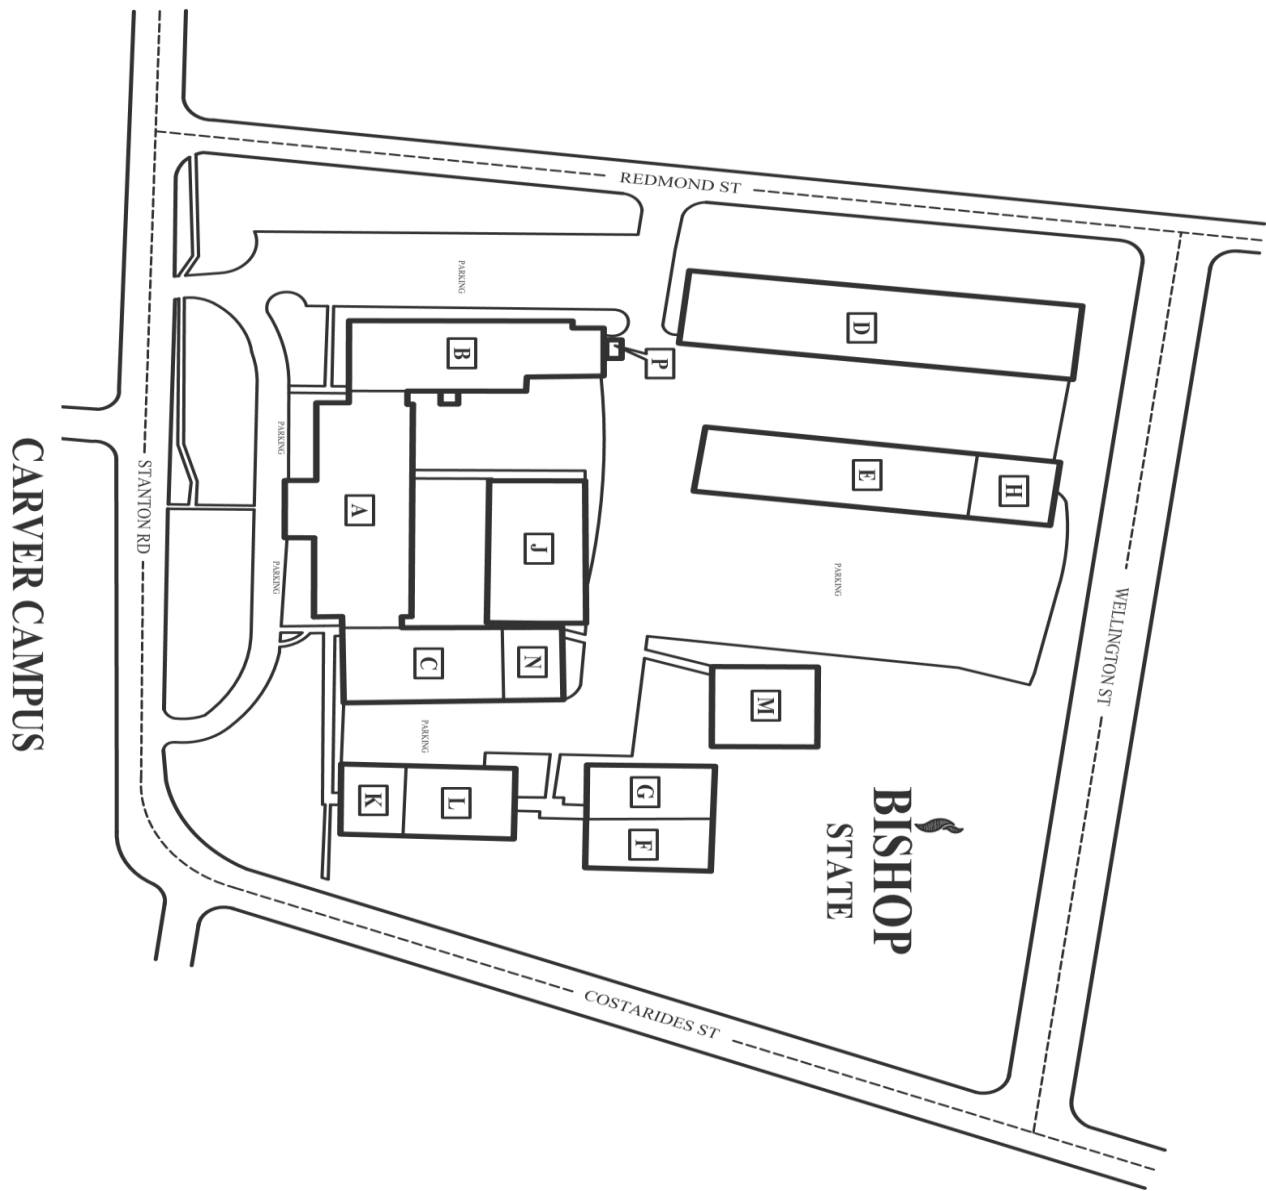 REDMOND ST
PARKING
D
B
P
PARKING
E
H
A
STANTON RD
J
PARKING
PARKING
WELLINGTON ST
CARVER CAMPUS
C
N
M
PARKING
K
L
G
F
BISHOP
STATE
COSTARIDES ST